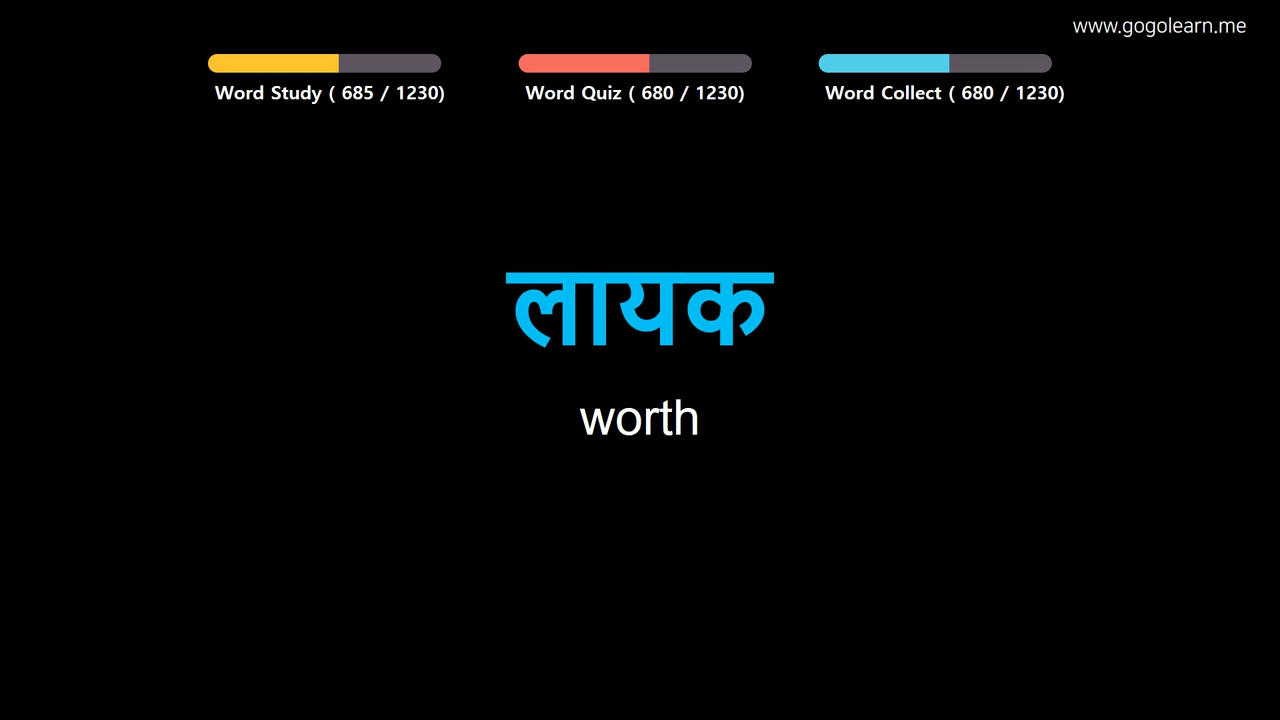 www.gogolearn.me
Word Study ( 685 / 1230)
Word Quiz ( 680 / 1230)
Word Collect ( 680 / 1230)
लायक
worth